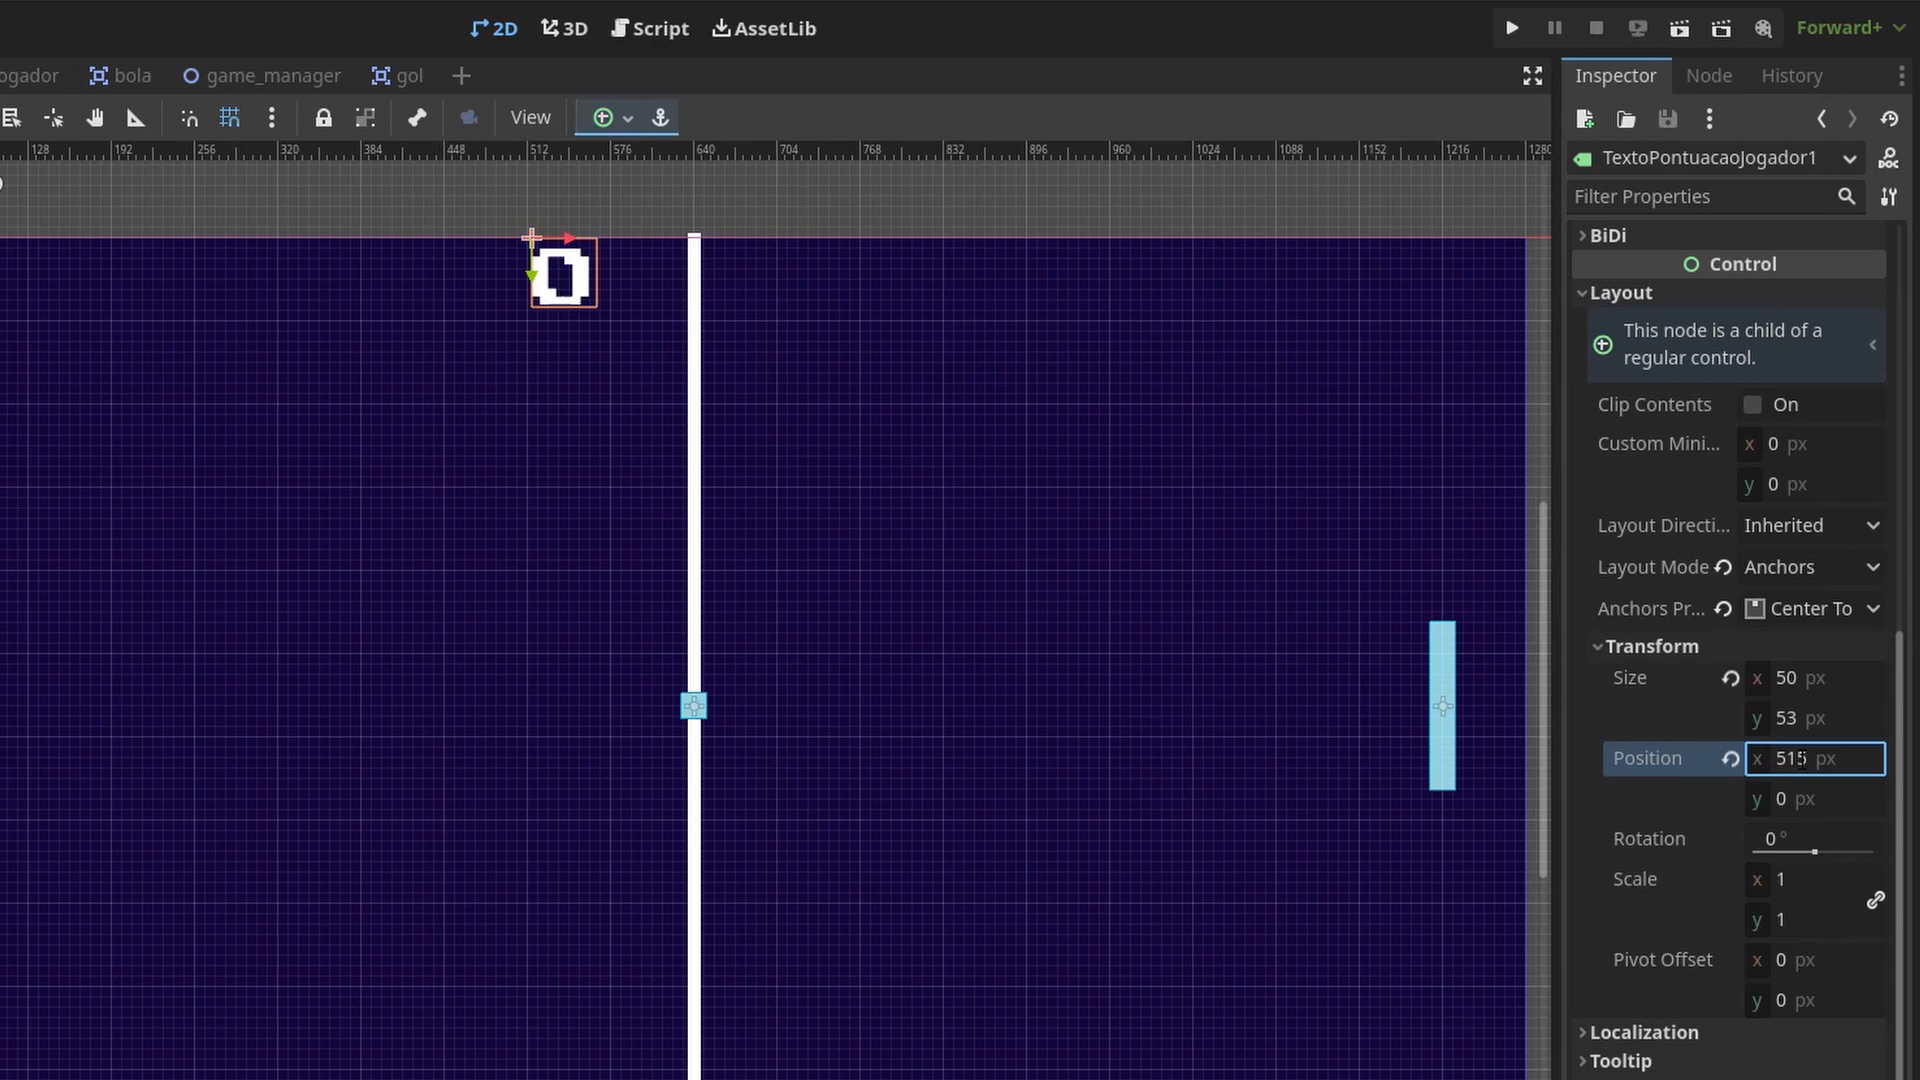 2D 3D Script AssetLib
Forward+
ogador bola game_manager gol
Inspector Node History
View
128 192 256 320 384 448 512 576 640 704 768 832 896 960 1024 1088 1152 1216 1280
TextoPontuacaoJogador1
DOC
Filter Properties
BiDi
Control
Layout
This node is a child of a
regular control.
Clip Contents On
Custom Mini... x 0 px
y 0 px
Layout Directi... Inherited
Layout Mode Anchors
Anchors Pr... Center To
Transform
Size x 50 px
y 53 px
Position x 515 px
y 0 px
Rotation 0 °
Scale x 1
y 1
Pivot Offset x 0 px
y 0 px
Localization
Tooltip
0